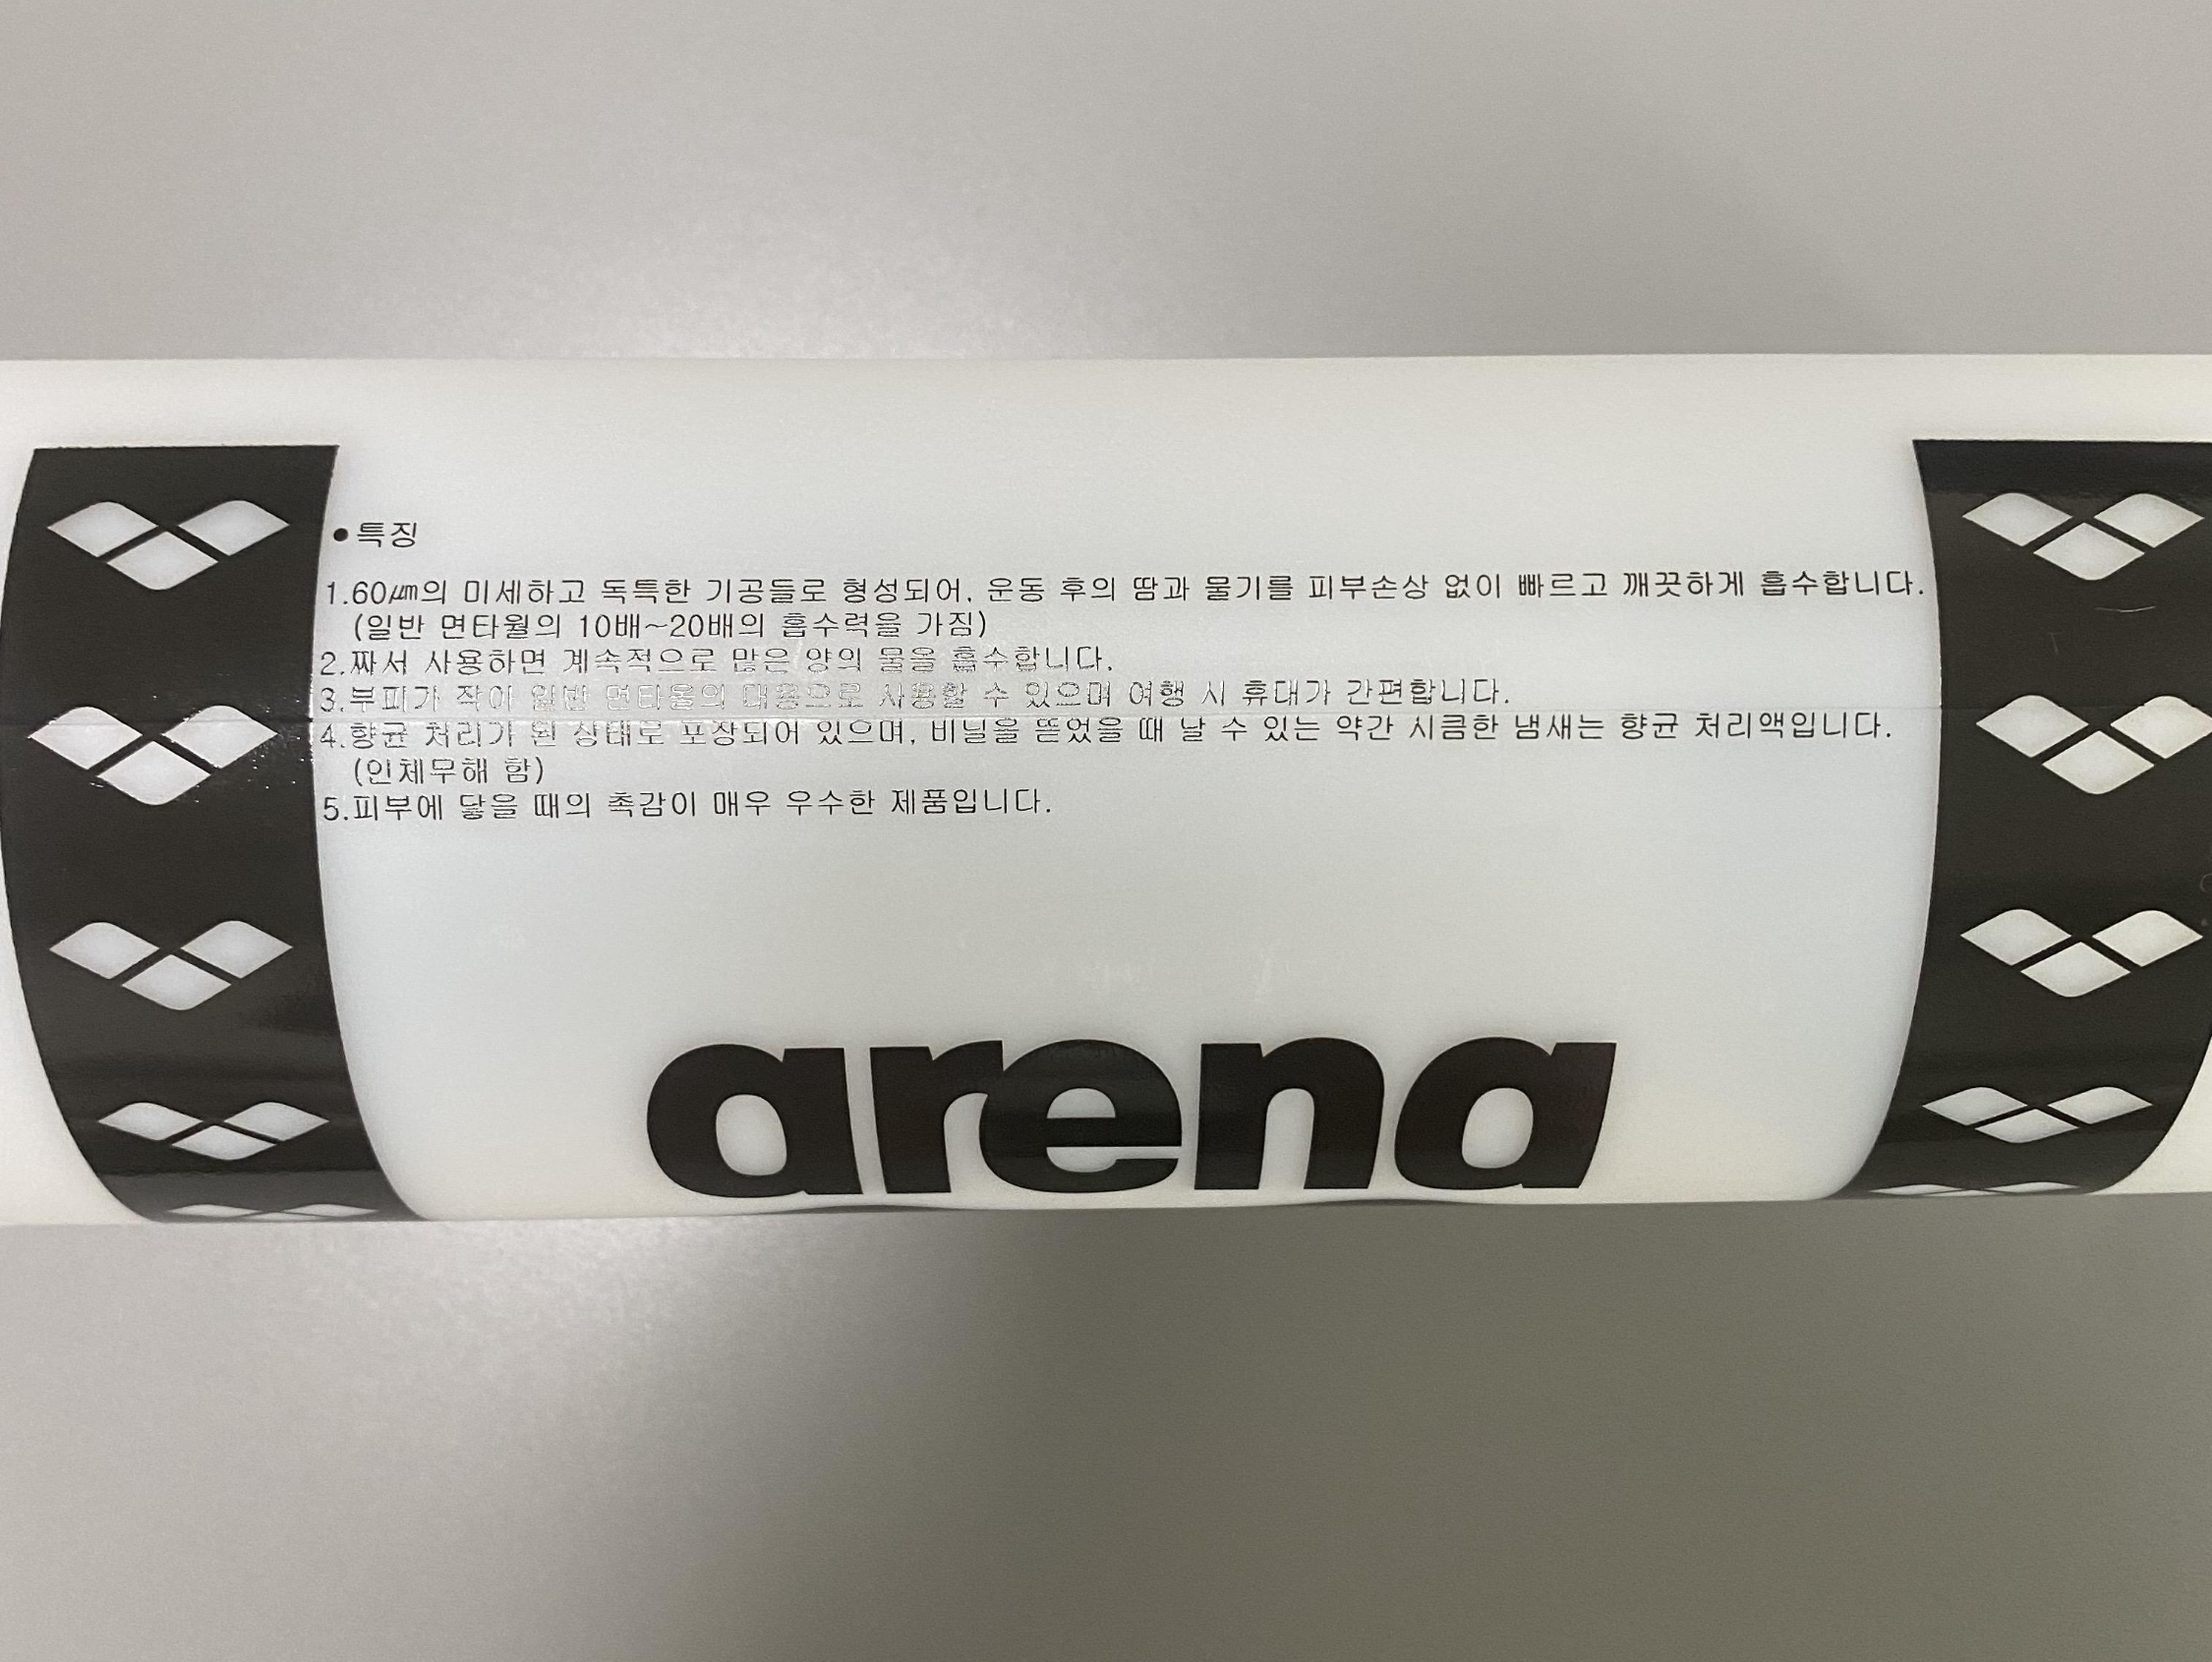 •특징
1.60㎛의 미세하고 독특한 기공들로 형성되어, 운동 후의 땀과 물기를 피부손상 없이 빠르고 깨끗하게 흡수합니다.
(일반 면타월의 10배~20배의 흡수력을 가짐)
2.짜서 사용하면 계속적으로 많은 양의 물을 흡수합니다.
3.부피가 작아 일반 면타올의 대용으로 사용할 수 있으며 여행 시 휴대가 간편합니다.
4.향균 처리가 된 상태로 포장되어 있으며, 비닐을 뜯었을 때 날 수 있는 약간 시큼한 냄새는 향균 처리액입니다.
(인체무해 함)
5.피부에 닿을 때의 촉감이 매우 우수한 제품입니다.
arena